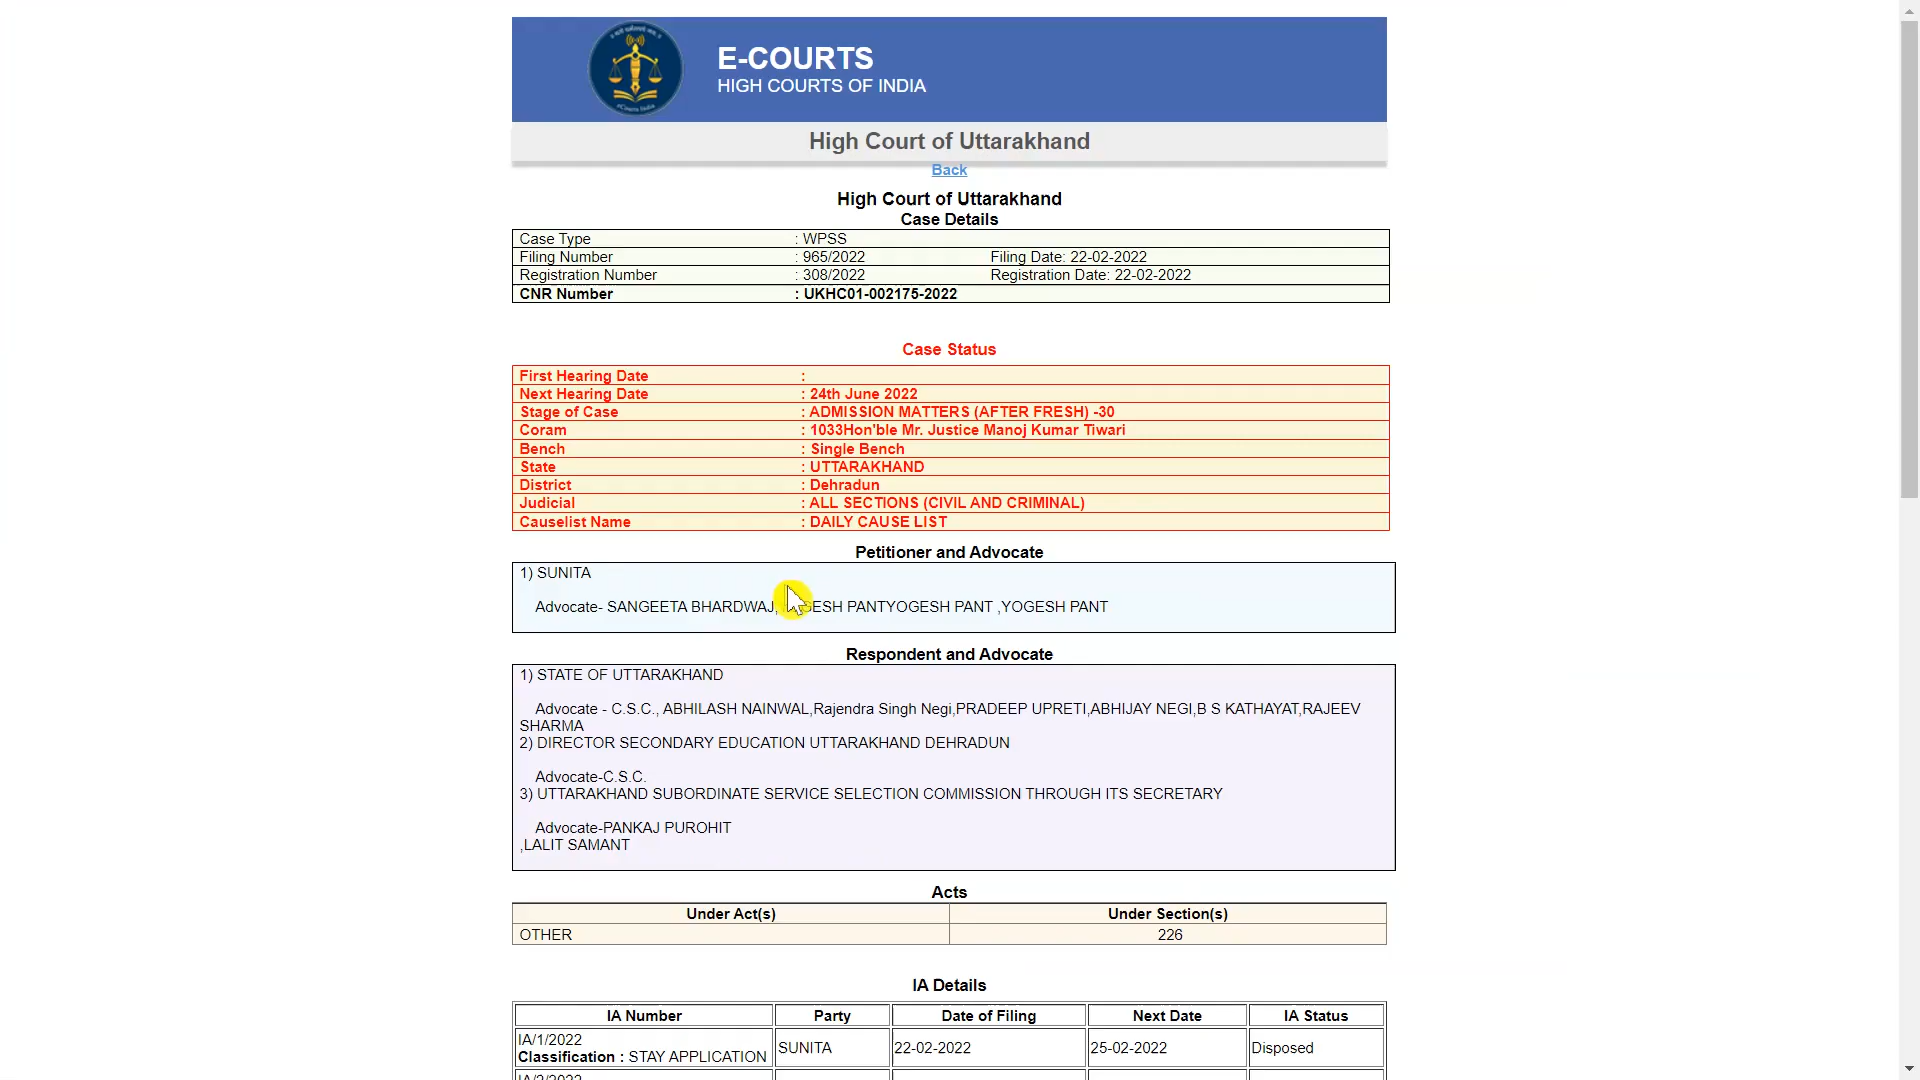 E-COURTS
HIGH COURTS OF INDIA
High Court of Uttarakhand
Back
High Court of Uttarakhand
Case Details
Case Type : WPSS
Filing Number : 965/2022 Filing Date: 22-02-2022
Registration Number : 308/2022 Registration Date: 22-02-2022
CNR Number : UKHC01-002175-2022
Case Status
First Hearing Date :
Next Hearing Date : 24th June 2022
Stage of Case : ADMISSION MATTERS (AFTER FRESH) -30
Coram : 1033Hon'ble Mr. Justice Manoj Kumar Tiwari
Bench : Single Bench
State : UTTARAKHAND
District : Dehradun
Judicial : ALL SECTIONS (CIVIL AND CRIMINAL)
Causelist Name : DAILY CAUSE LIST
Petitioner and Advocate
1) SUNITA
Advocate- SANGEETA BHARDWAJ, PANTYOGESH PANT ,YOGESH PANT
Respondent and Advocate
1) STATE OF UTTARAKHAND
Advocate - C.S.C., ABHILASH NAINWAL,Rajendra Singh Negi,PRADEEP UPRETI,ABHIJAY NEGI,B S KATHAYAT,RAJEEV
SHARMA
2) DIRECTOR SECONDARY EDUCATION UTTARAKHAND DEHRADUN
Advocate-C.S.C.
3) UTTARAKHAND SUBORDINATE SERVICE SELECTION COMMISSION THROUGH ITS SECRETARY
Advocate-PANKAJ PUROHIT
,LALIT SAMANT
Acts
Under Act(s) Under Section(s)
OTHER 226
IA Details
IA Number Party Date of Filing Next Date IA Status
IA/1/2022
Classification : STAY APPLICATION SUNITA 22-02-2022 25-02-2022 Disposed